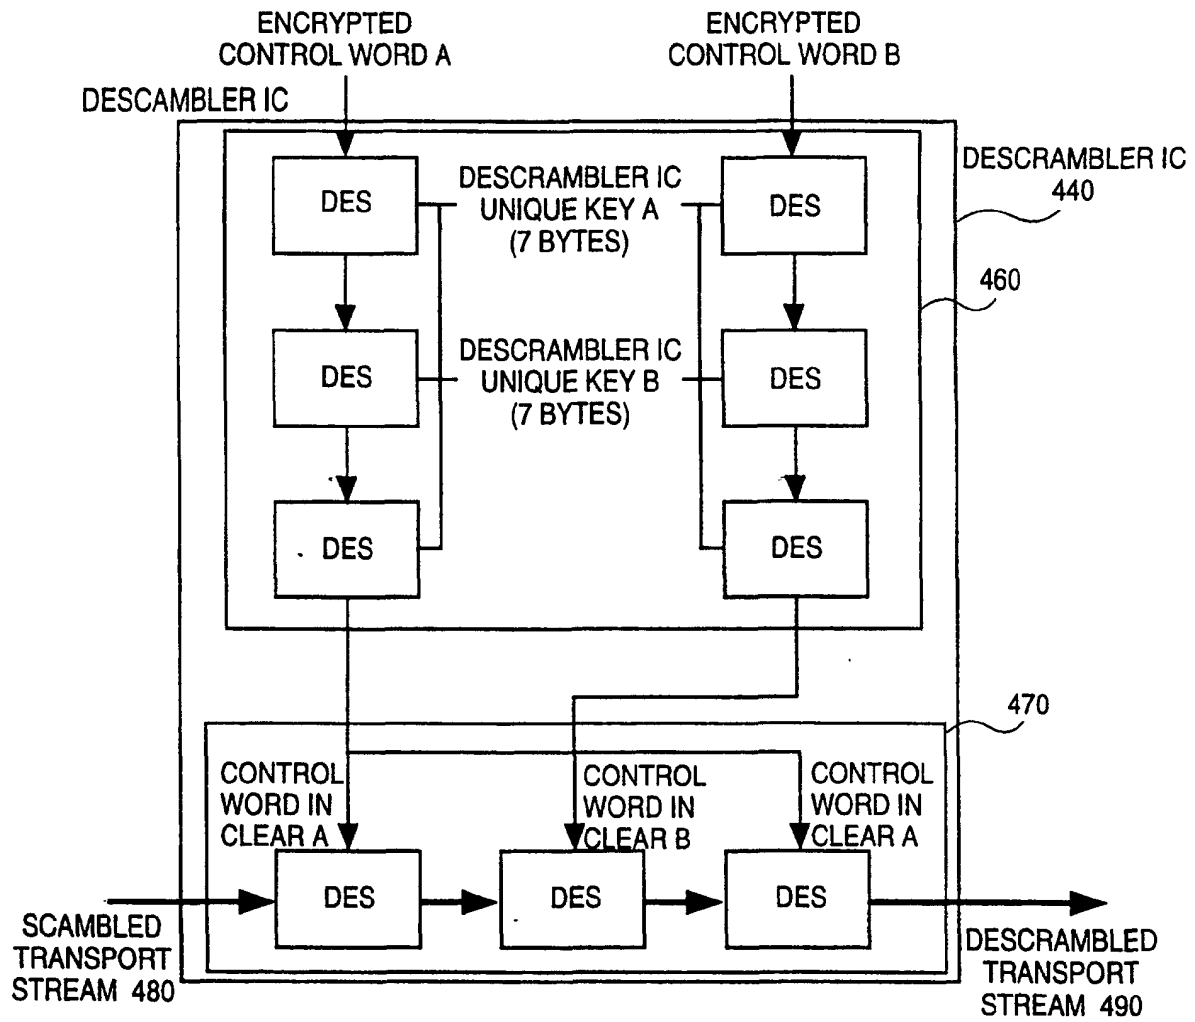 ENCRYPTED
CONTROL WORD A
ENCRYPTED
CONTROL WORD B
DESCAMBLER IC
DESCRAMBLER IC
440
DES
DESCRAMBLER IC
UNIQUE KEY A
(7 BYTES)
DES
460
DES
DESCRAMBLER IC
UNIQUE KEY B
(7 BYTES)
DES
DES
DES
470
CONTROL
WORD IN
CLEAR A
CONTROL
WORD IN
CLEAR B
CONTROL
WORD IN
CLEAR A
DES
DES
DES
SCAMBLED
TRANSPORT
STREAM 480
DESCRAMBLED
TRANSPORT
STREAM 490